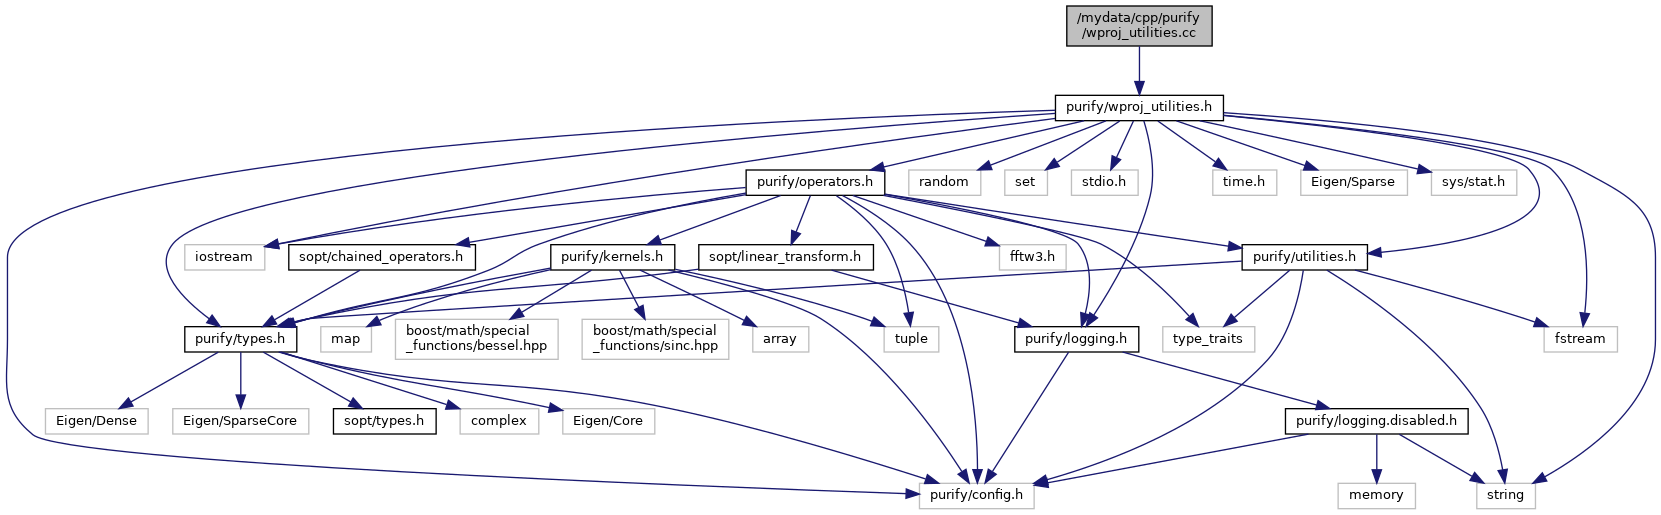 /mydata/cpp/purify
/wproj_utilities.cc
purify/wproj_utilities.h
purify/operators.h
random
set
stdio.h
time.h
Eigen/Sparse
sys/stat.h
iostream
sopt/chained_operators.h
purify/kernels.h
sopt/linear_transform.h
fftw3.h
purify/utilities.h
purify/types.h
map
boost/math/special
_functions/bessel.hpp
boost/math/special
_functions/sinc.hpp
array
tuple
purify/logging.h
type_traits
fstream
Eigen/Dense
Eigen/SparseCore
sopt/types.h
complex
Eigen/Core
purify/logging.disabled.h
purify/config.h
memory
string